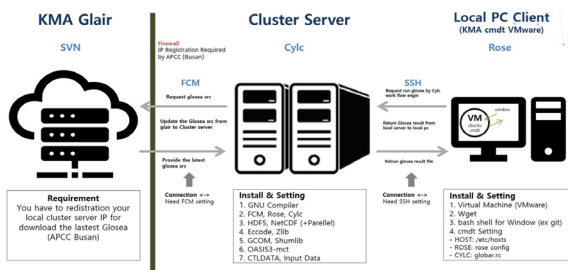 KMA Glair
Cluster Server
Local PC Client
(KMA cmdt VMware)
SVN
Cylc
Rose
Firewall
IP Registration Required
by APCC (Busan)
FCM
SSH
Request glosea src
Request run glosea by Cylc
work flow engin
Update the Glosea src from
glair to Cluster server
Return Glosea result from
local server to local pc
Provide the latest
glosea src
Retrun glosea result file
window
VM
ubuntu
cmdt
Connection <->
Need FCM setting
Connection <->
Need SSH setting
Requirement
You have to redistration your
local cluster server IP for
download the lastest Glosea
(APCC Busan)
Install & Setting
1. GNU Compiler
2. FCM, Rose, Cylc
3. HDF5, NetCDF (+Parellel)
4. Eccode, Zlib
5. GCOM, Shumlib
6. OASIS3-mct
7. CTLDATA, Input Data
Install & Setting
1. Virtual Machine (VMware)
2. Wget
3. bash shell for Window (ex git)
4. cmdt Setting
- HOST: /etc/hosts
- ROSE: rose config
- CYLC: globar.rc